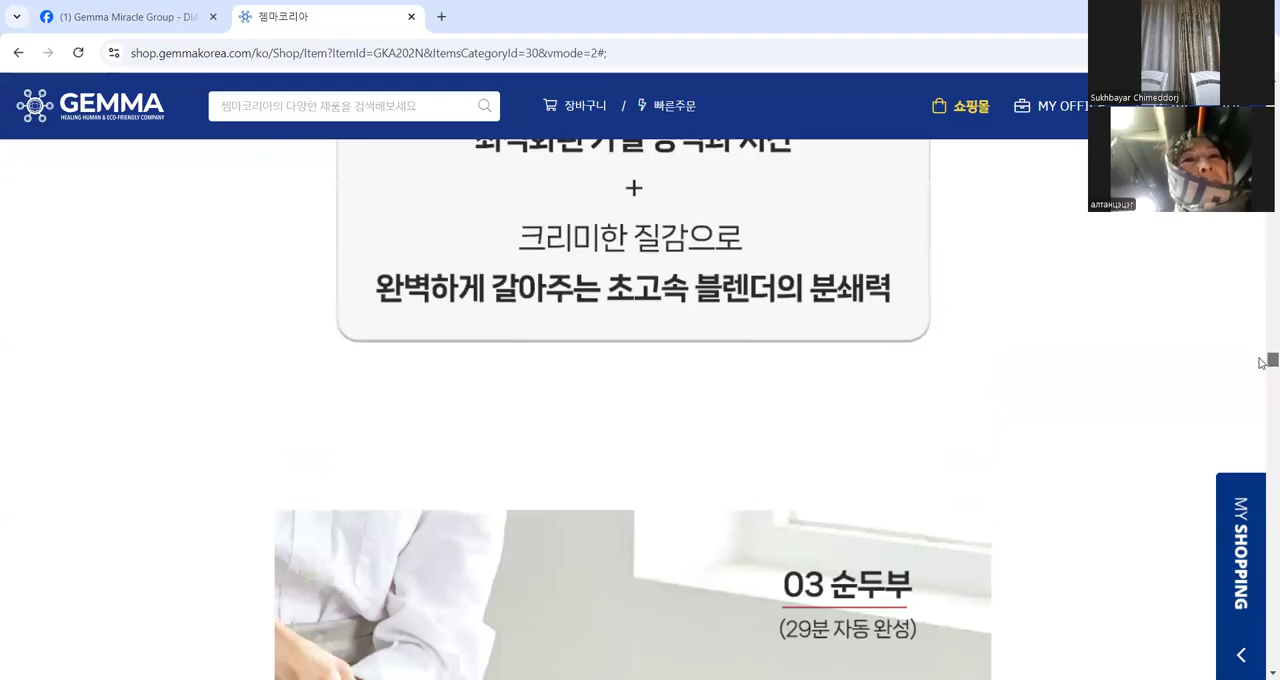 (1) Gemma Miracle Group - DIA
젬마코리아
shop.gemmakorea.com/ko/Shop/Item?ItemId=GKA202N&ItemsCategoryId=30&vmode=2#;
GEMMA
HEALING HUMAN & ECO-FRIENDLY COMPANY
젬마코리아의 다양한 제품을 검색해보세요
장바구니 / 빠른주문
쇼핑몰
MY OFFI
Sukhbayar Chimeddorj
алтанцэцэг
+
크리미한 질감으로
완벽하게 갈아주는 초고속 블렌더의 분쇄력
03 순두부
(29분 자동 완성)
MY SHOPPING